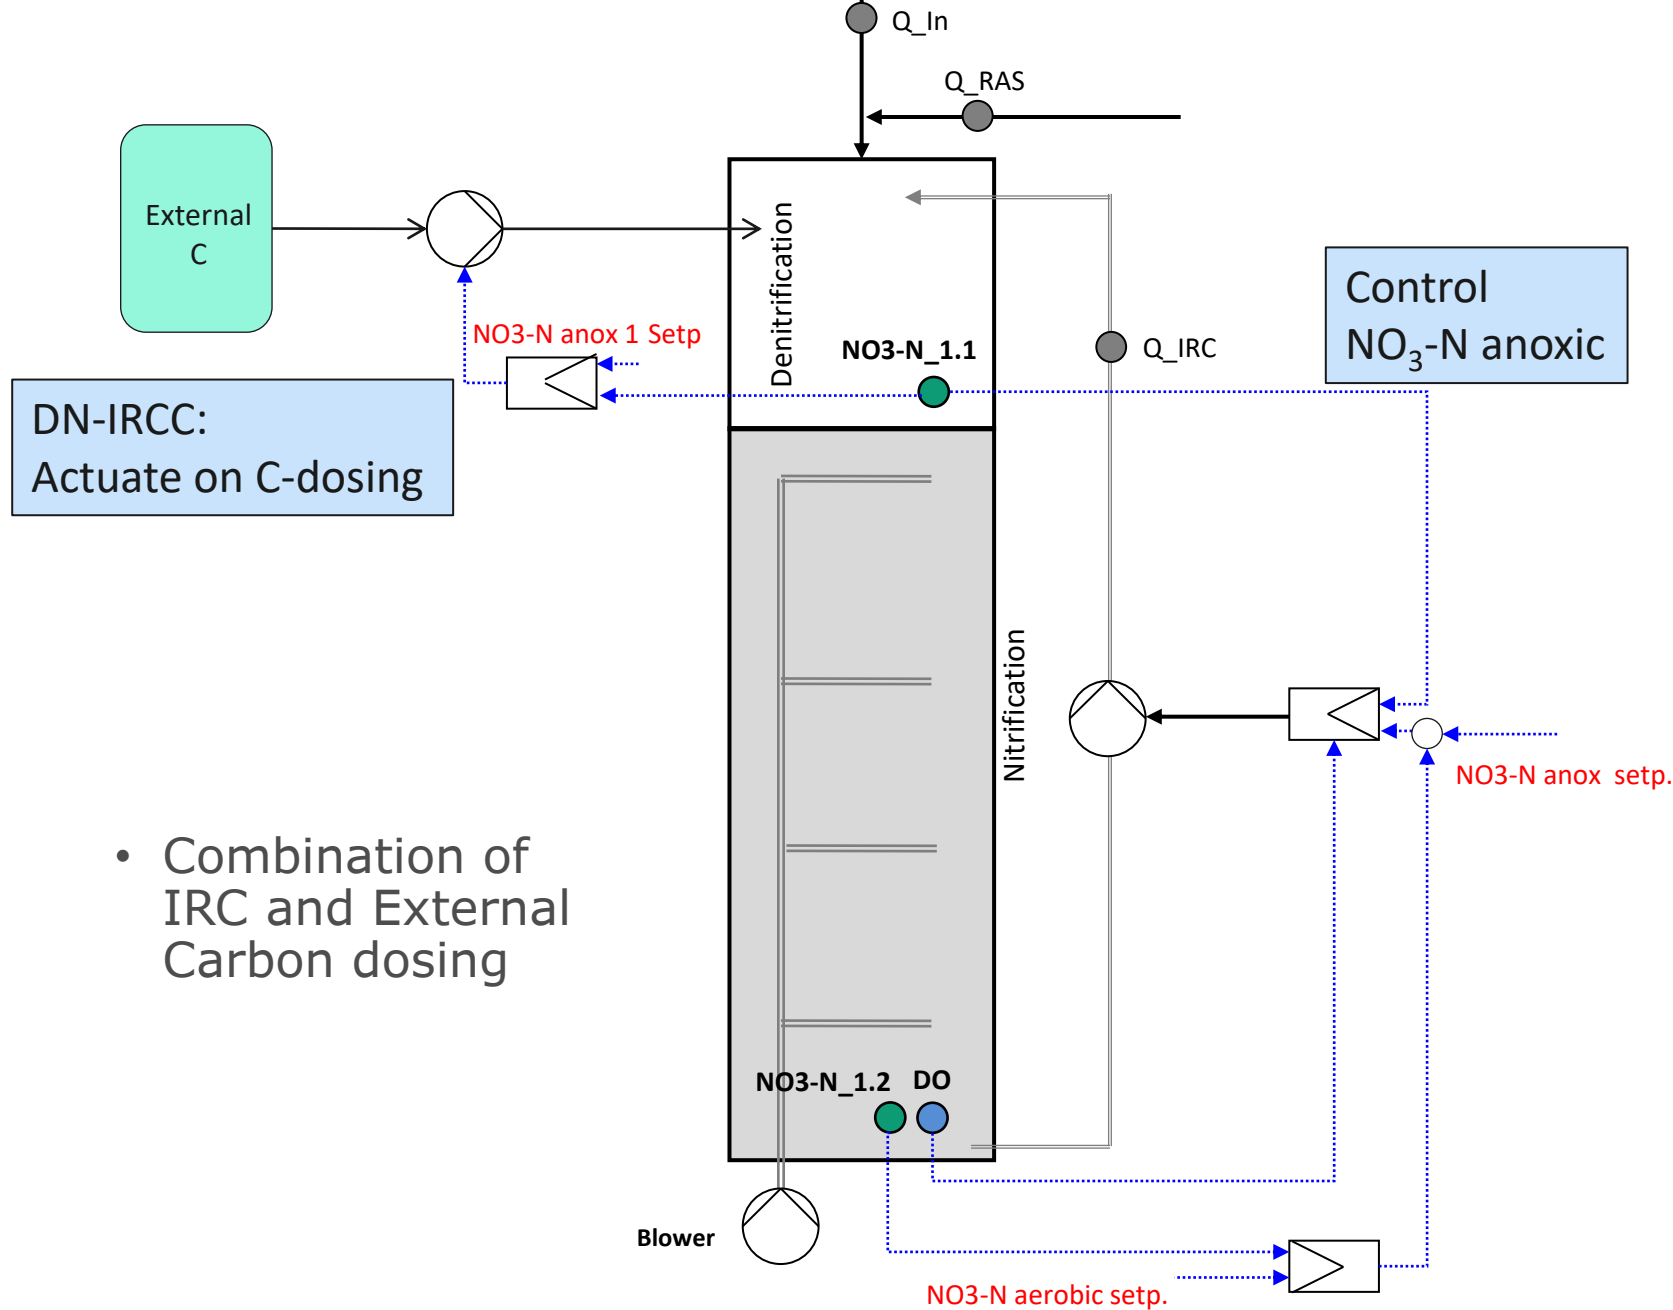 Q_In
Q_RAS
External
C
Denitrification
NO3-N anox 1 Setp
NO3-N_1.1
Q_IRC
Control
NO₃-N anoxic
DN-IRCC:
Actuate on C-dosing
Nitrification
NO3-N anox  setp.
• Combination of
IRC and External
Carbon dosing
NO3-N_1.2
DO
Blower
NO3-N aerobic setp.